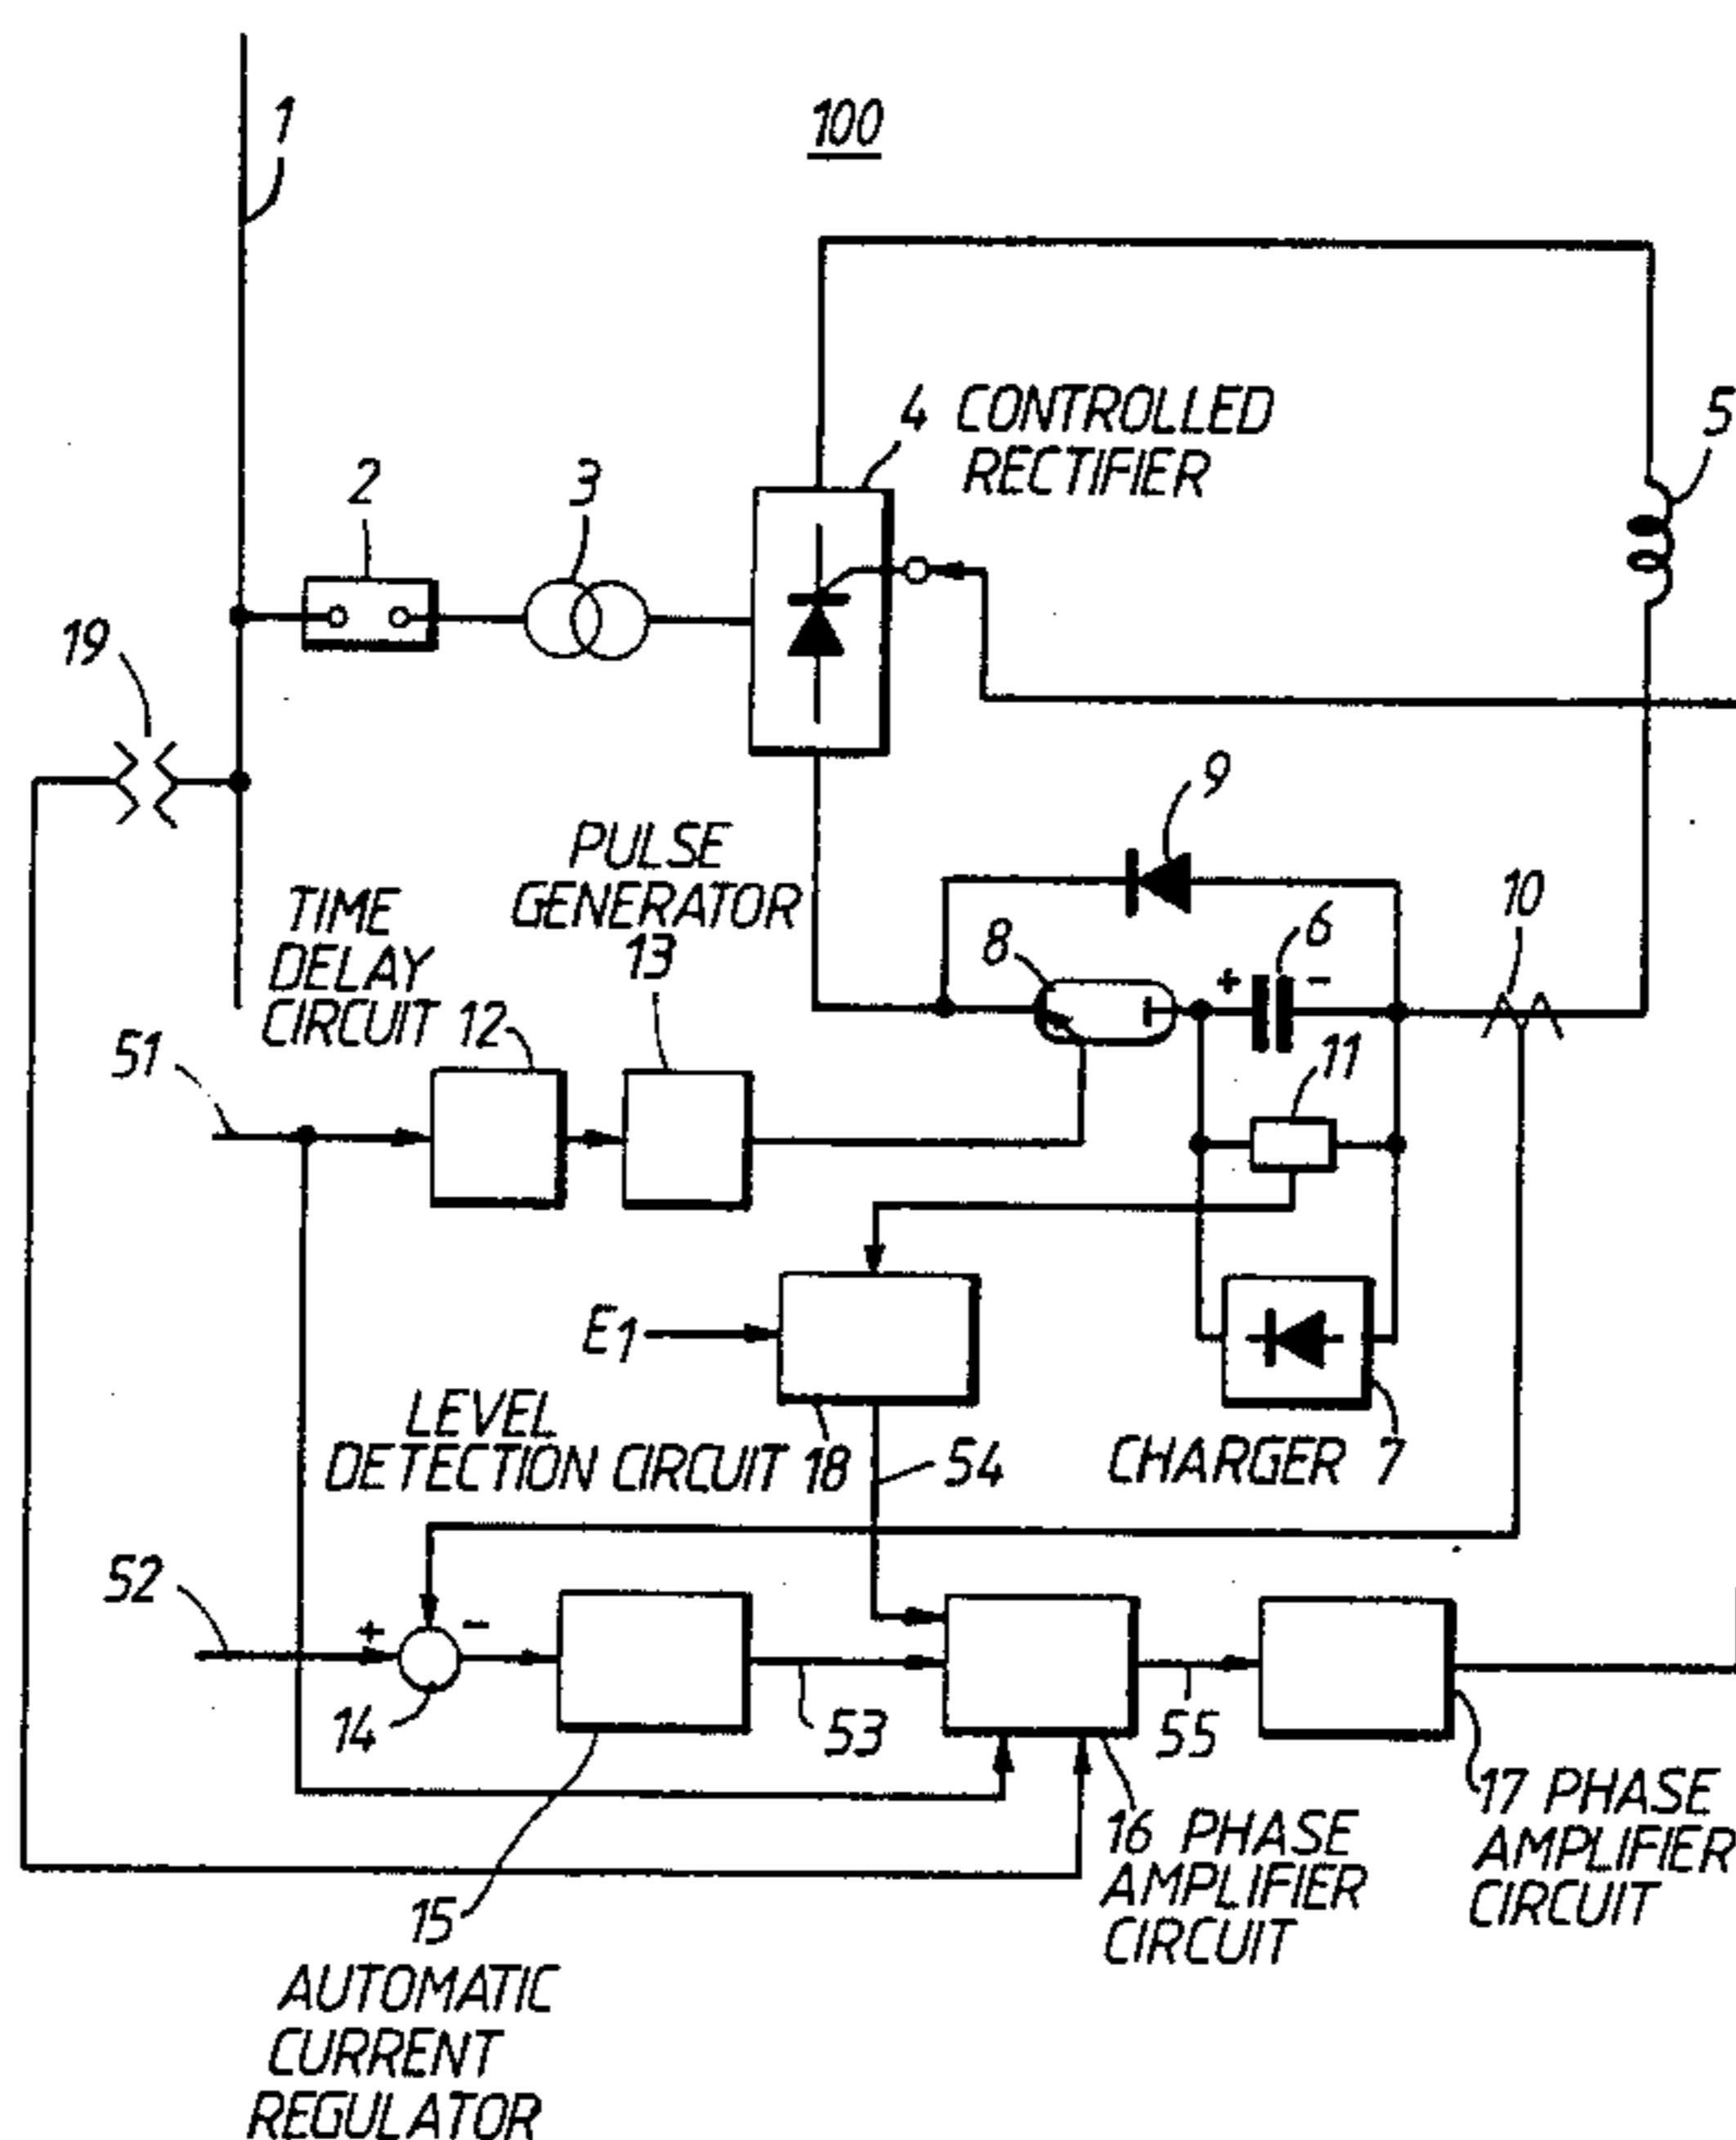 1
100
4 CONTROLLED
RECTIFIER
5
2
3
19
9
PULSE
GENERATOR
13
TIME
DELAY
CIRCUIT 12
8
+
6
-
10
51
11
E1
LEVEL
DETECTION CIRCUIT 18
54
CHARGER 7
52
+
-
14
53
55
15
AUTOMATIC
CURRENT
REGULATOR
16 PHASE
AMPLIFIER
CIRCUIT
17 PHASE
AMPLIFIER
CIRCUIT